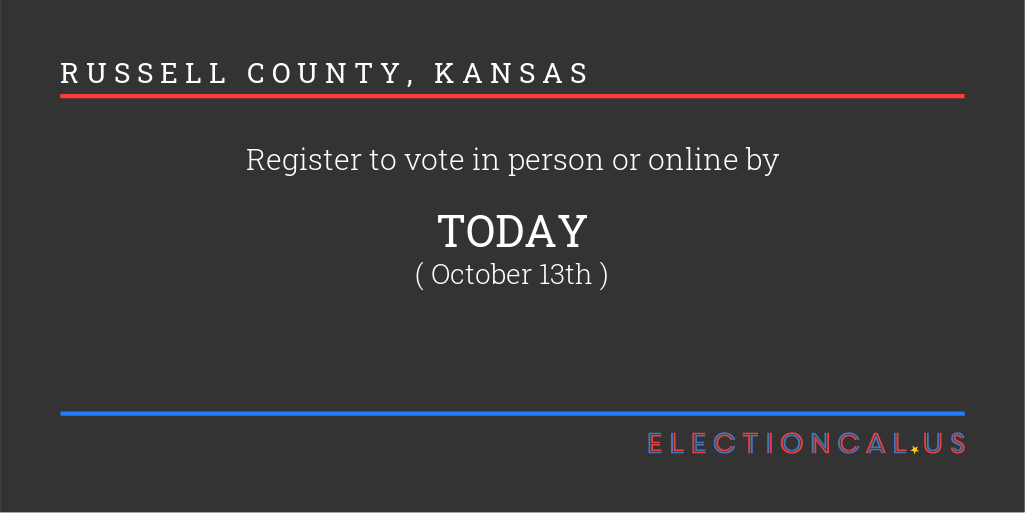 RUSSELL COUNTY, KANSAS
Register to vote in person or online by
TODAY
( October 13th )
ELECTIONCAL.US